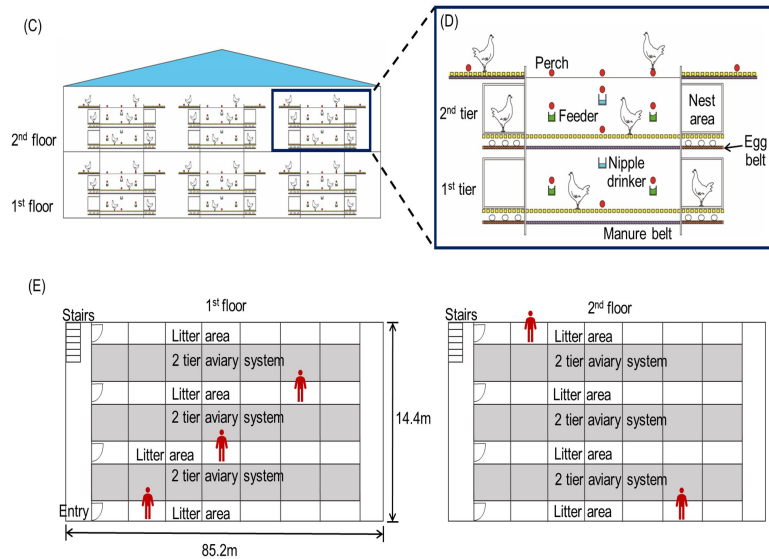 (C)
2nd floor
1st floor
(D)
Perch
2nd tier
Feeder
Nest
area
Egg
belt
Nipple
drinker
1st tier
Manure belt
(E)
1st floor
Stairs
Litter area
2 tier aviary system
Litter area
2 tier aviary system
Litter area
2 tier aviary system
Entry
Litter area
14.4m
85.2m
2nd floor
Stairs
Litter area
2 tier aviary system
Litter area
2 tier aviary system
Litter area
2 tier aviary system
Litter area